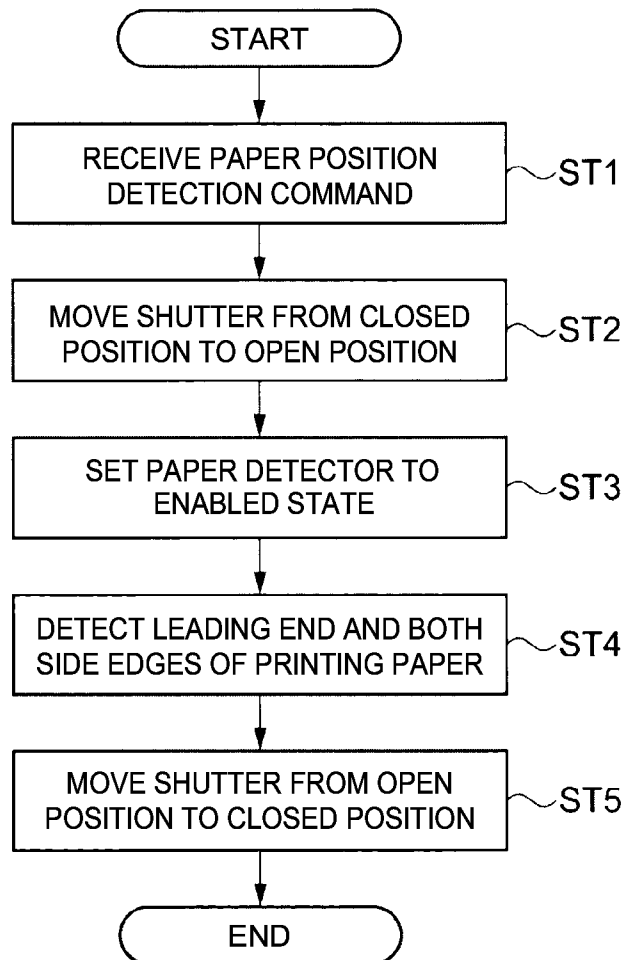 START
RECEIVE PAPER POSITION
DETECTION COMMAND
ST1
MOVE SHUTTER FROM CLOSED
POSITION TO OPEN POSITION
ST2
SET PAPER DETECTOR TO
ENABLED STATE
ST3
DETECT LEADING END AND BOTH
SIDE EDGES OF PRINTING PAPER
ST4
MOVE SHUTTER FROM OPEN
POSITION TO CLOSED POSITION
ST5
END